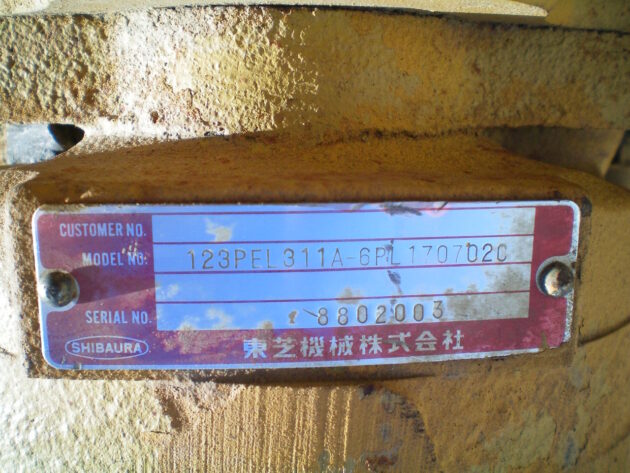 CUSTOMER NO.
MODEL NO. 123PEL311A-6PL170702C
SERIAL NO. 8802003
SHIBAURA 東芝機械株式会社